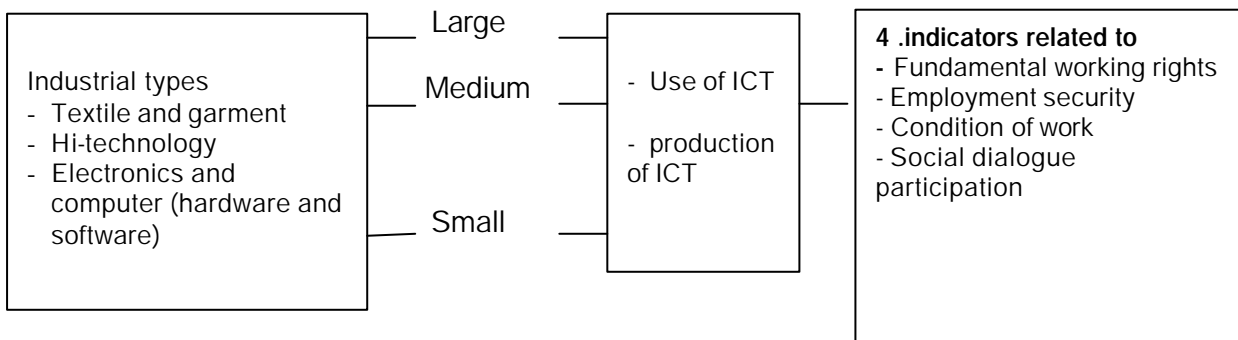 Industrial types
- Textile and garment
- Hi-technology
- Electronics and
computer (hardware and
software)
Large
Medium
Small
- Use of ICT
- production
of ICT
4 .indicators related to
- Fundamental working rights
- Employment security
- Condition of work
- Social dialogue
participation